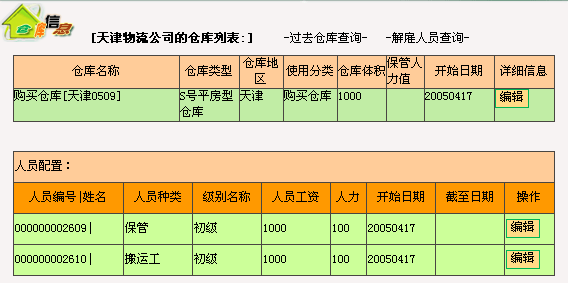 仓库信息
[天津物流公司的仓库列表:] -过去仓库查询- -解雇人员查询-
仓库名称 仓库类型 仓库地区 使用分类 仓库体积 保管人力值 开始日期 详细信息
购买仓库[天津0509] S号平房型仓库 天津 购买仓库 1000 20050417 编辑
人员配置：
人员编号|姓名 人员种类 级别名称 人员工资 人力 开始日期 截至日期 操作
000000002609| 保管 初级 1000 100 20050417 编辑
000000002610| 搬运工 初级 1000 100 20050417 编辑